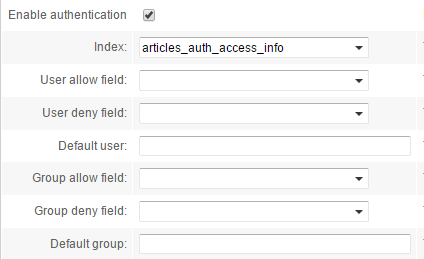 Enable authentication
Index: articles_auth_access_info
User allow field:
User deny field:
Default user:
Group allow field:
Group deny field:
Default group: